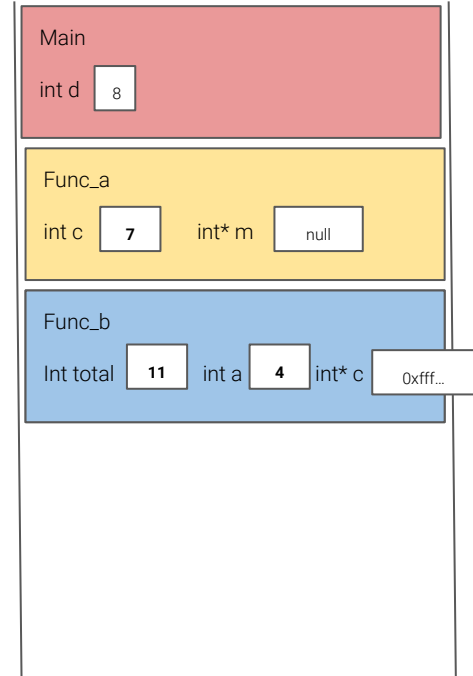 Main
int d 8
Func_a
int c 7 int* m null
Func_b
Int total 11 int a 4 int* c 0xfff...